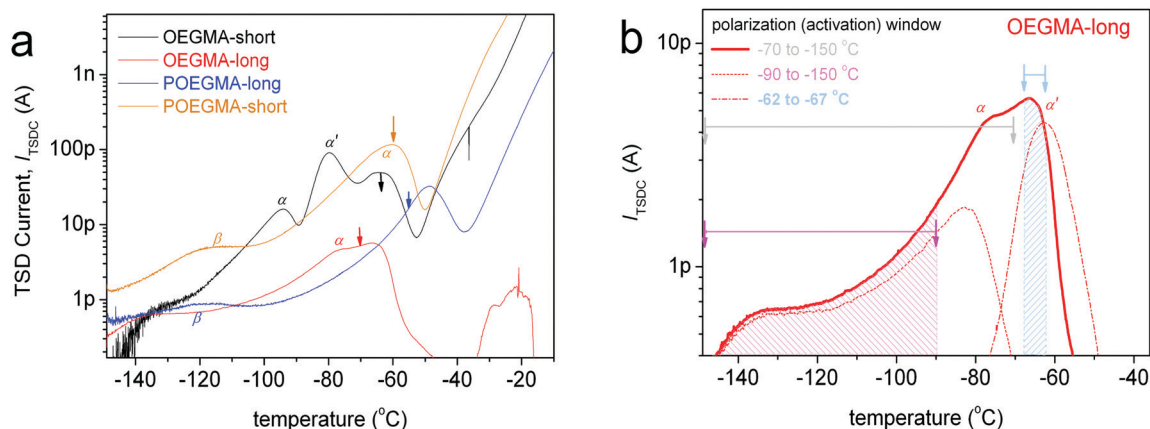 a
OEGMA-short
OEGMA-long
POEGMA-long
POEGMA-short
TSD Current, I_TSDC (A)
1n
100p
10p
1p
α
α'
α
β
α
β
-140 -120 -100 -80 -60 -40 -20
temperature (°C)
b
polarization (activation) window
OEGMA-long
-70 to -150 °C
-90 to -150 °C
-62 to -67 °C
I_TSDC (A)
10p
1p
α
α'
-140 -120 -100 -80 -60 -40
temperature (°C)